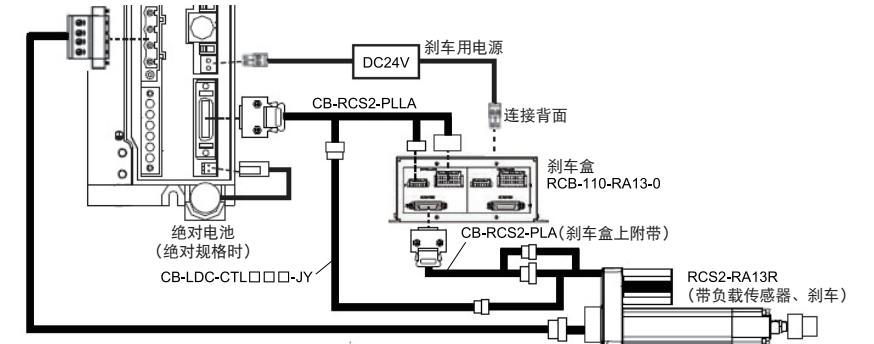 刹车用电源
DC24V
CB-RCS2-PLLA
连接背面
刹车盒
RCB-110-RA13-0
绝对电池
（绝对规格时）
CB-RCS2-PLA（刹车盒上附带）
CB-LDC-CTL□□□-JY
RCS2-RA13R
（带负载传感器、刹车）